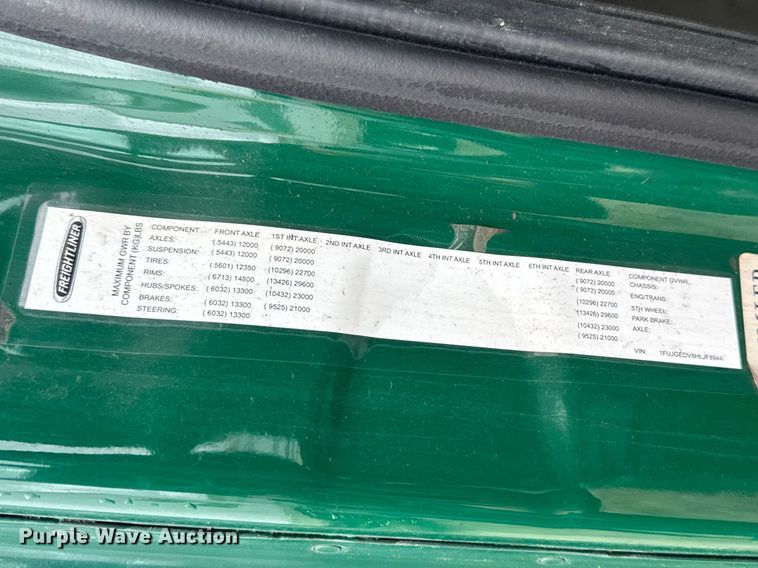 FREIGHTLINER
MAXIMUM GWR BY
COMPONENT (KG)LBS
COMPONENT FRONT AXLE 1ST INT AXLE 2ND INT AXLE 3RD INT AXLE 4TH INT AXLE 5TH INT AXLE 6TH INT AXLE REAR AXLE COMPONENT GVWR
AXLES: (5443) 12000 (9072) 20000 (9072) 20000 CHASSIS:
SUSPENSION: (5443) 12000 (9072) 20000 (9072) 20000 ENG/TRANS:
TIRES: (5601) 12350 (10296) 22700 (10296) 22700 5TH WHEEL:
RIMS: (6713) 14800 (13426) 29600 (13426) 29600 PARK BRAKE:
HUBS/SPOKES: (6032) 13300 (10432) 23000 (10432) 23000 AXLE:
BRAKES: (6032) 13300 (9525) 21000 (9525) 21000
STEERING: (6032) 13300
VIN:
Purple Wave Auction